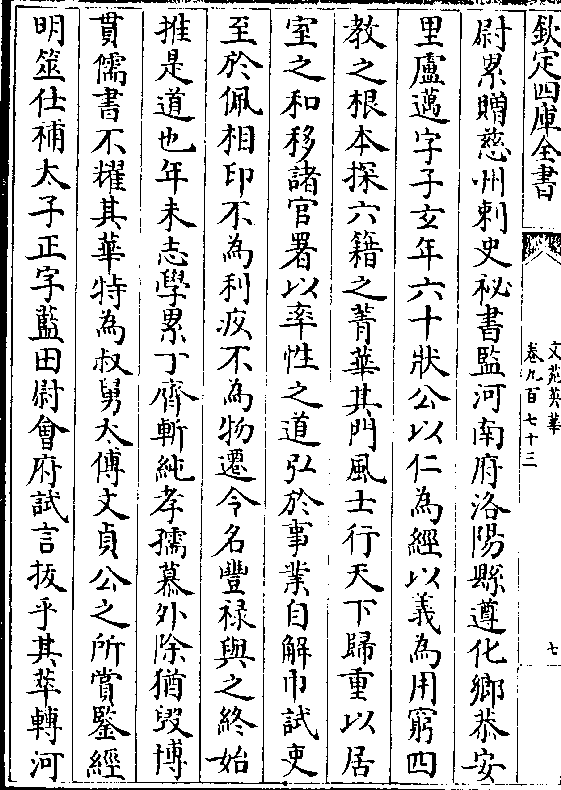 欽定四庫全書
文苑英華
卷九百七十三
七
尉累贈慈州刺史祕書監河南府洛陽縣遵化鄉恭安
里盧邁字子玄年六十狀公以仁為經以義為用窮四
教之根本探六籍之菁華其門風士行天下歸重以居
室之和移諸官署以率性之道弘於事業自解巾試吏
至於佩相印不為利疚不為物遷令名豐祿與之終始
推是道也年未志學累丁齊斬純孝孺慕外除猶毀博
貫儒書不耀其華特為叔舅太傅文貞公之所賞鑒經
明筮仕補太子正字藍田尉會府試言拔乎其萃轉河